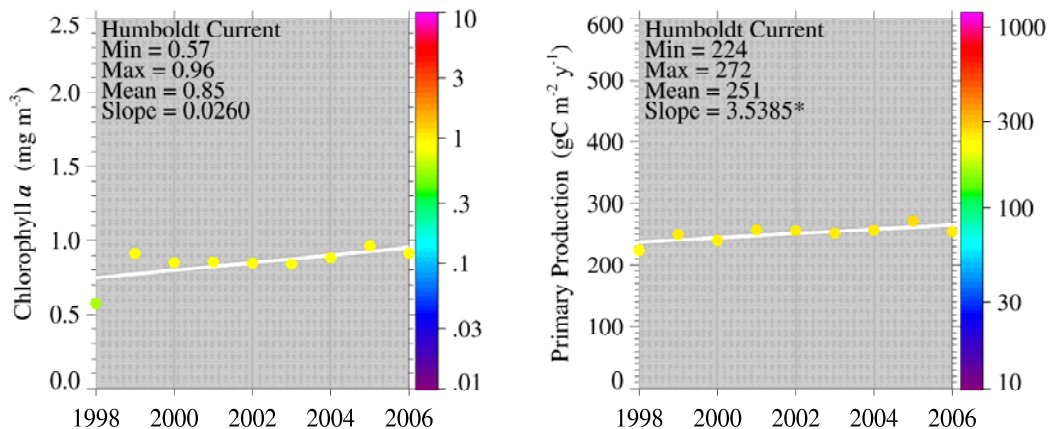 Humboldt Current
Min = 0.57
Max = 0.96
Mean = 0.85
Slope = 0.0260
Chlorophyll a (mg m-3)
2.5
2.0
1.5
1.0
0.5
0.0
1998 2000 2002 2004 2006
10
3
1
.3
.1
.03
.01
Humboldt Current
Min = 224
Max = 272
Mean = 251
Slope = 3.5385*
Primary Production (gC m-2 y-1)
600
500
400
300
200
100
0
1998 2000 2002 2004 2006
1000
300
100
30
10